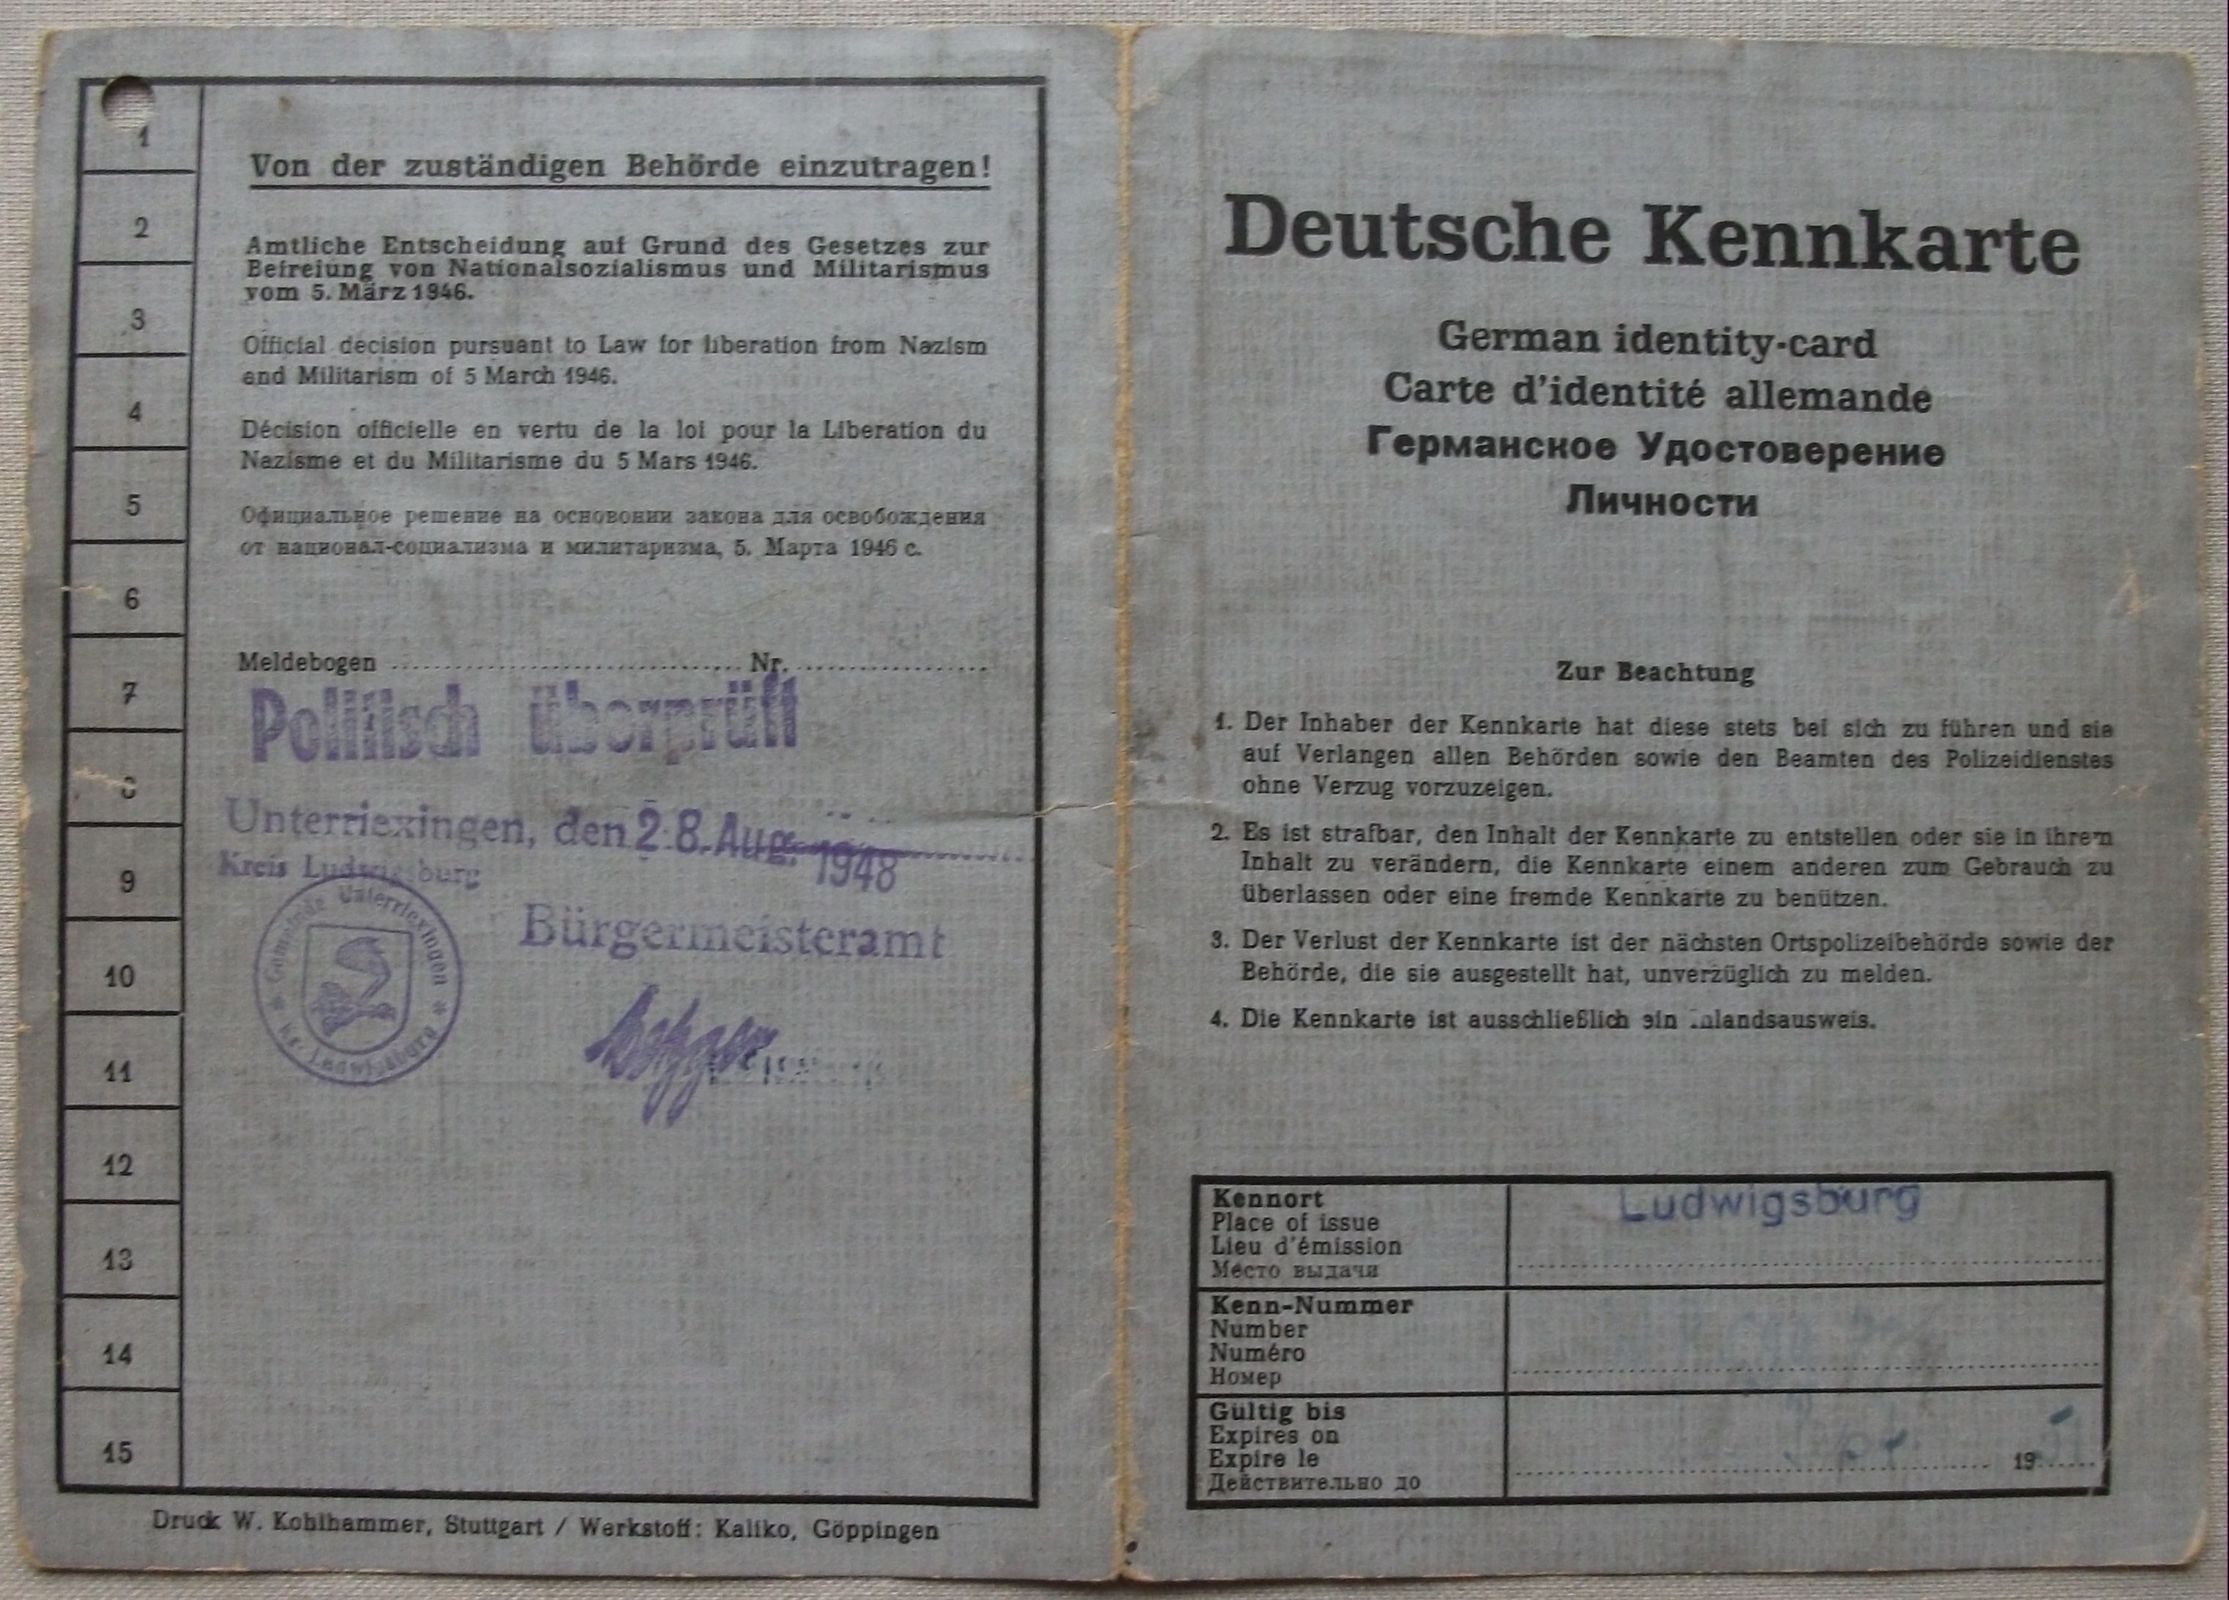 1
2
3
4
5
6
7
8
9
10
11
12
13
14
15
Von der zuständigen Behörde einzutragen!
Amtliche Entscheidung auf Grund des Gesetzes zur
Befreiung von Nationalsozialismus und Militarismus
vom 5. März 1946.
Official decision pursuant to Law for liberation from Nazism
and Militarism of 5 March 1946.
Décision officielle en vertu de la loi pour la Liberation du
Nazisme et du Militarisme du 5 Mars 1946.
Официальное решение на основонии закона для освобождения
от национал-социализма и милитаризма, 5. Марта 1946 с.
Meldebogen Nr.
Politisch überprüft
Unterriexingen, den 28. Aug. 1948
Kreis Ludwigsburg
Gemeinde Unterriexingen * Kr. Ludwigsburg *
Bürgermeisteramt
Druck W. Kohlhammer, Stuttgart / Werkstoff: Kaliko, Göppingen
Deutsche Kennkarte
German identity-card
Carte d'identité allemande
Германское Удостоверение
Личности
Zur Beachtung
1. Der Inhaber der Kennkarte hat diese stets bei sich zu führen und sie
auf Verlangen allen Behörden sowie den Beamten des Polizeidienstes
ohne Verzug vorzuzeigen.
2. Es ist strafbar, den Inhalt der Kennkarte zu entstellen oder sie in ihrem
Inhalt zu verändern, die Kennkarte einem anderen zum Gebrauch zu
überlassen oder eine fremde Kennkarte zu benützen.
3. Der Verlust der Kennkarte ist der nächsten Ortspolizeibehörde sowie der
Behörde, die sie ausgestellt hat, unverzüglich zu melden.
4. Die Kennkarte ist ausschließlich ein Inlandsausweis.
Kennort
Place of issue
Lieu d'émission
Место выдачи
Ludwigsburg
Kenn-Nummer
Number
Numéro
Номер
Gültig bis
Expires on
Expire le
Действительно до
19